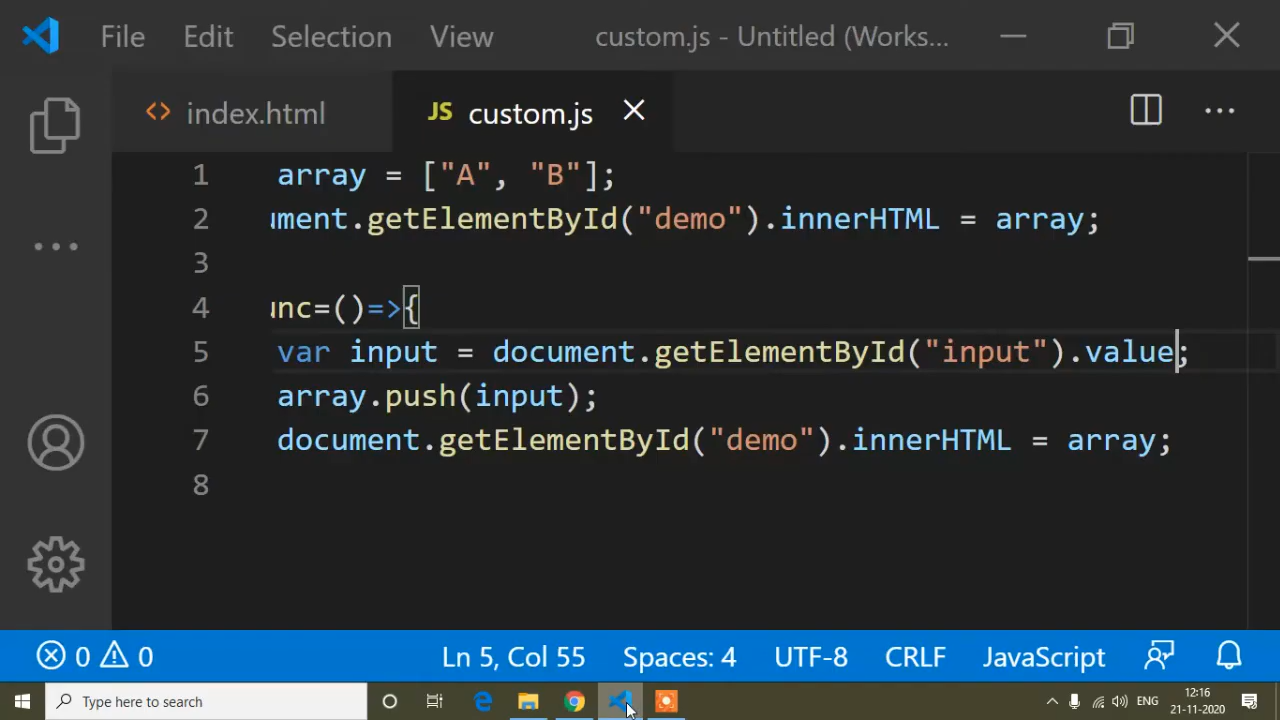 File Edit Selection View custom.js - Untitled (Works...
index.html JS custom.js
1 array = ["A", "B"];
2 ument.getElementById("demo").innerHTML = array;
3
4 unc=()=>{
5 var input = document.getElementById("input").value;
6 array.push(input);
7 document.getElementById("demo").innerHTML = array;
8
0 0 Ln 5, Col 55 Spaces: 4 UTF-8 CRLF JavaScript
Type here to search ENG 12:16
21-11-2020